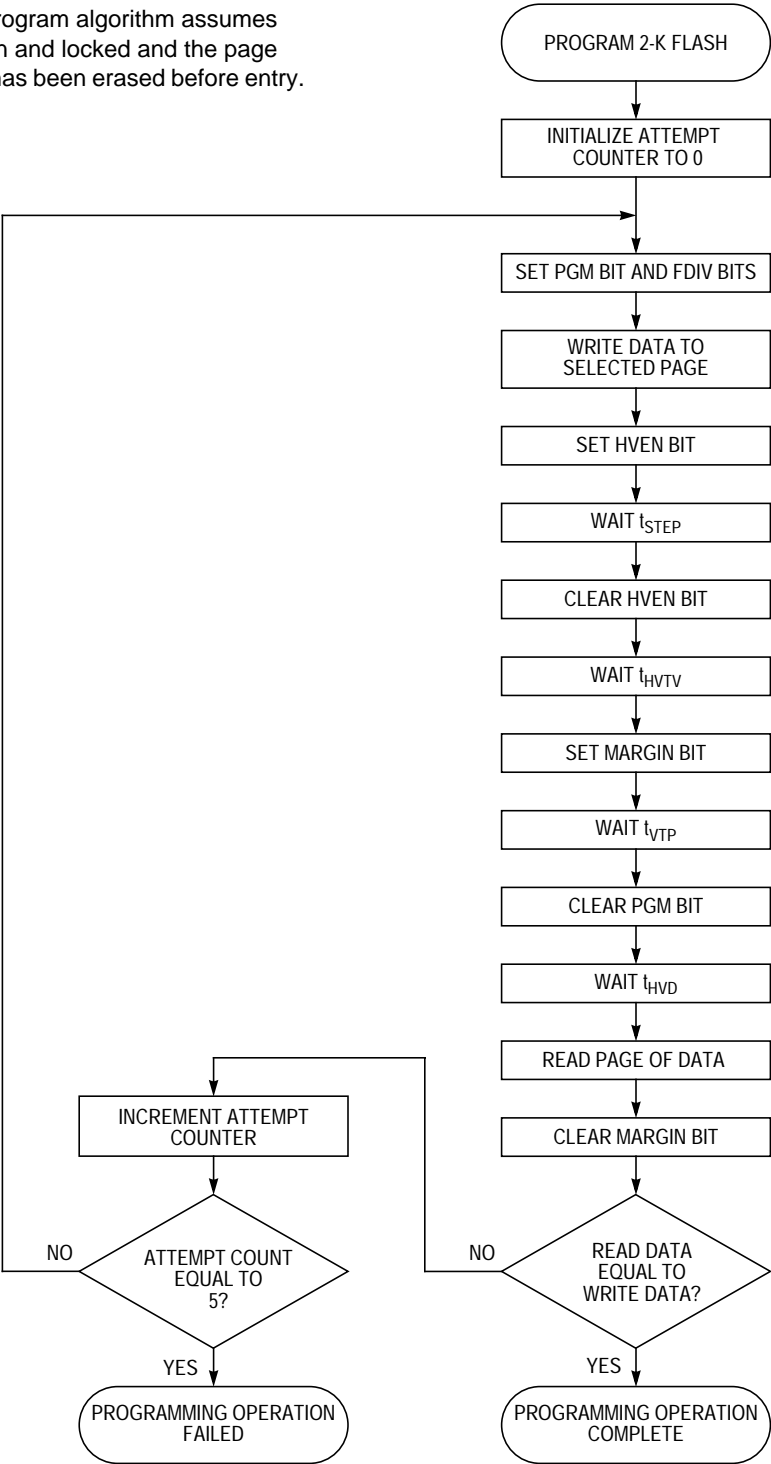 program algorithm assumes
and locked and the page
has been erased before entry.
PROGRAM 2-K FLASH
INITIALIZE ATTEMPT
COUNTER TO 0
SET PGM BIT AND FDIV BITS
WRITE DATA TO
SELECTED PAGE
SET HVEN BIT
WAIT tSTEP
CLEAR HVEN BIT
WAIT tHVTV
SET MARGIN BIT
WAIT tVTP
CLEAR PGM BIT
WAIT tHVD
READ PAGE OF DATA
CLEAR MARGIN BIT
READ DATA
EQUAL TO
WRITE DATA?
NO
YES
PROGRAMMING OPERATION
COMPLETE
INCREMENT ATTEMPT
COUNTER
ATTEMPT COUNT
EQUAL TO
5?
NO
YES
PROGRAMMING OPERATION
FAILED